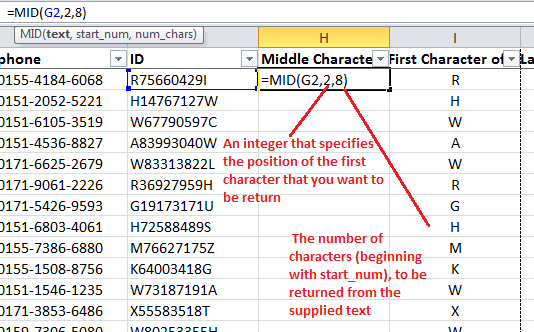 =MID(G2,2,8)
MID(text, start_num, num_chars)
H I
phone ID Middle Characte First Character of La
0155-4184-6068 R75660429I =MID(G2,2,8) R
0151-2052-5221 H14767127W H
0151-6105-3519 W67790597C W
0151-4536-8827 A83993040W A
0171-6625-2679 W83313822L W
0171-9061-2226 R36927959H R
0171-5426-9593 G19173171U G
0151-6803-4061 H72588489S H
0155-7386-6880 M76627175Z M
0155-1508-8756 K64003418G K
0151-1546-1235 W73187191A W
0171-3853-6486 X55583518T X
An integer that specifies
the position of the first
character that you want to
be return
The number of
characters (beginning
with start_num), to be
returned from the
supplied text